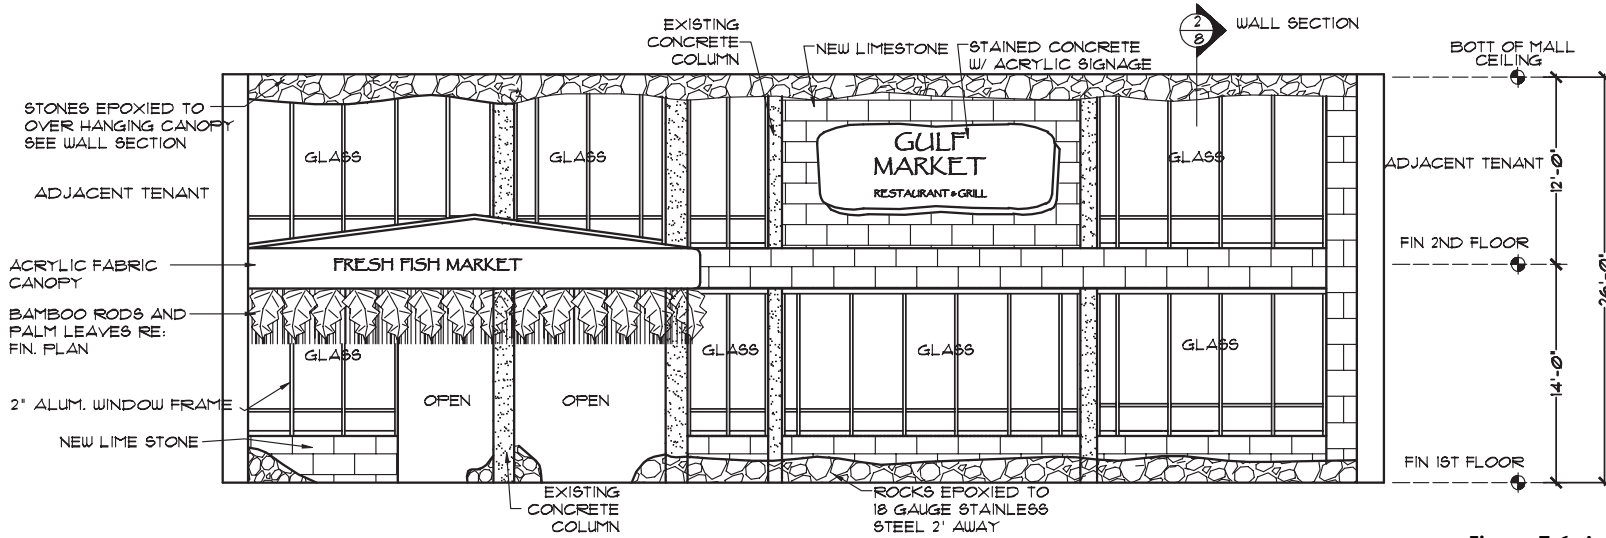 EXISTING
CONCRETE
COLUMN
NEW LIMESTONE
STAINED CONCRETE
W/ ACRYLIC SIGNAGE
2
8
WALL SECTION
BOTT OF MALL
CEILING
STONES EPOXIED TO
OVER HANGING CANOPY
SEE WALL SECTION
ADJACENT TENANT
GLASS
GLASS
GULF
MARKET
RESTAURANT & GRILL
GLASS
ADJACENT TENANT
12'-0"
FIN 2ND FLOOR
26'-0"
ACRYLIC FABRIC
CANOPY
FRESH FISH MARKET
BAMBOO RODS AND
PALM LEAVES RE:
FIN. PLAN
GLASS
GLASS
GLASS
GLASS
14'-0"
2" ALUM. WINDOW FRAME
OPEN
OPEN
NEW LIME STONE
FIN 1ST FLOOR
EXISTING
CONCRETE
COLUMN
ROCKS EPOXIED TO
18 GAUGE STAINLESS
STEEL 2' AWAY